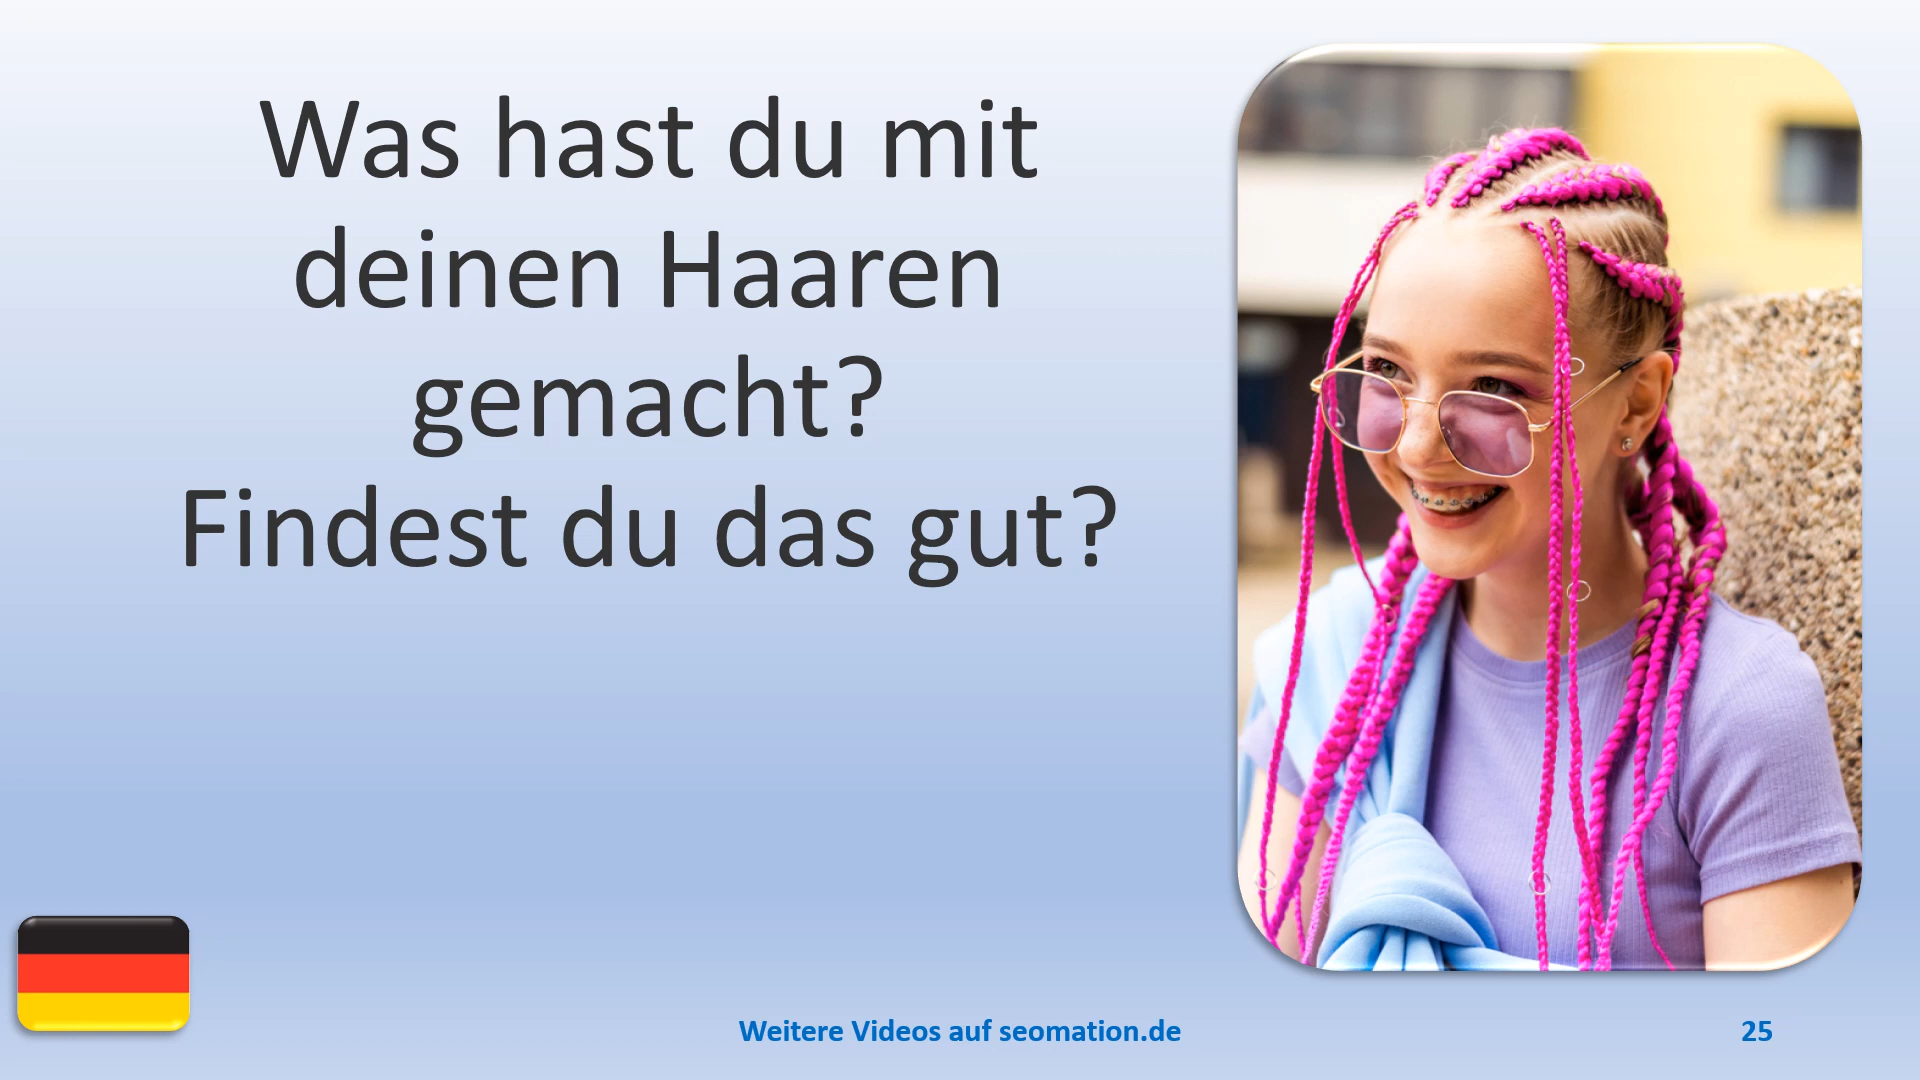 Was hast du mit
deinen Haaren
gemacht?
Findest du das gut?
Weitere Videos auf seomation.de
25